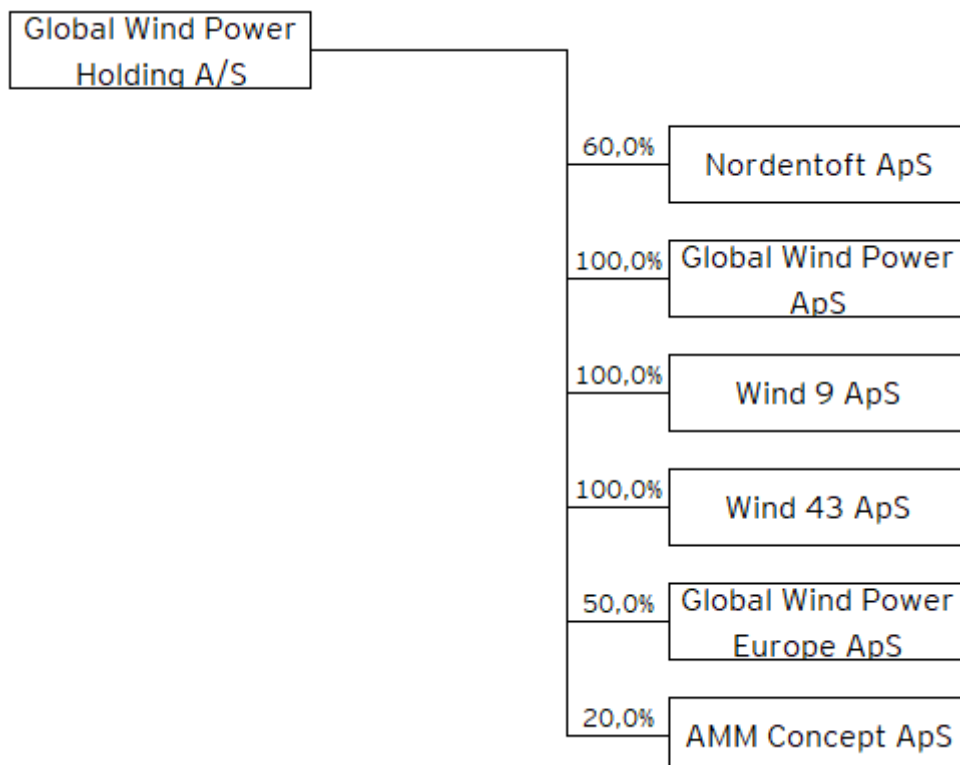 Global Wind Power
Holding A/S
60,0%
Nordentoft ApS
100,0%
Global Wind Power
ApS
100,0%
Wind 9 ApS
100,0%
Wind 43 ApS
50,0%
Global Wind Power
Europe ApS
20,0%
AMM Concept ApS